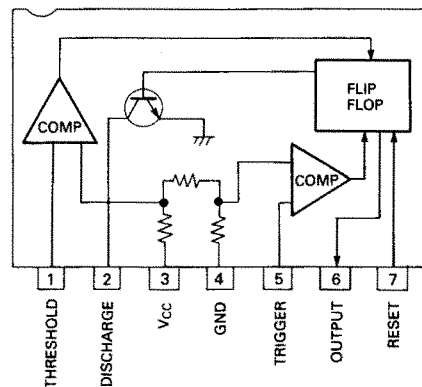 FLIP
FLOP
COMP
COMP
1
2
3
4
5
6
7
THRESHOLD
DISCHARGE
VCC
GND
TRIGGER
OUTPUT
RESET